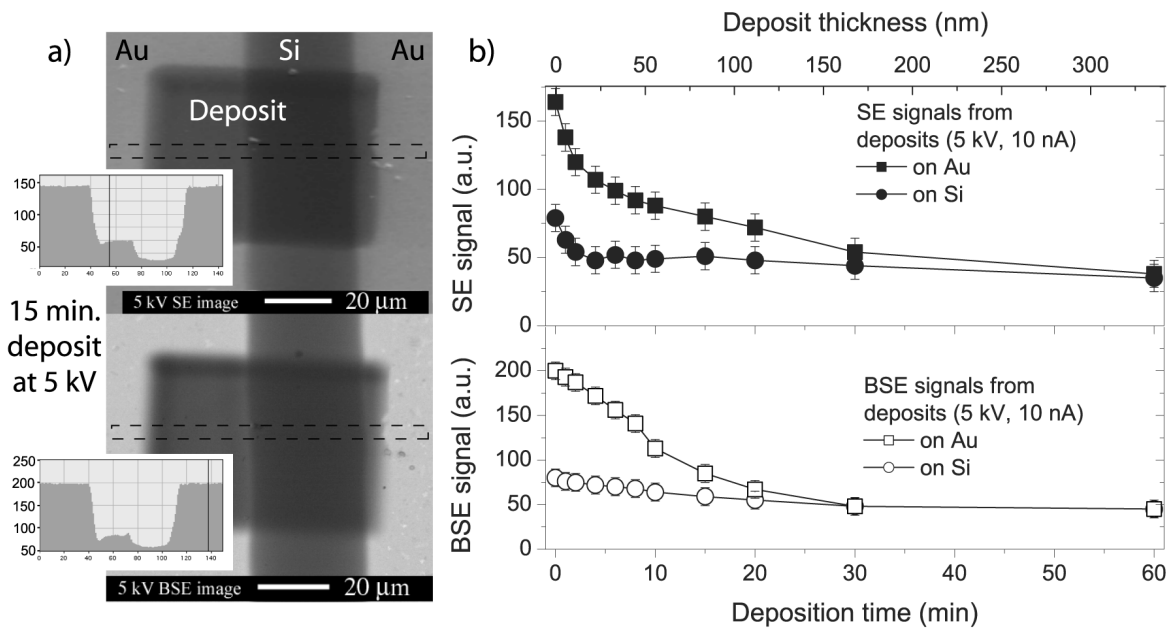 a)
Au
Si
Au
Deposit
150
100
50
0 20 40 60 80 100 120 140
5 kV SE image 20 μm
15 min.
deposit
at 5 kV
250
200
150
100
50
0 20 40 60 80 100 120 140
5 kV BSE image 20 μm
b)
Deposit thickness (nm)
0 50 100 150 200 250 300
SE signal (a.u.)
150
100
50
0
SE signals from
deposits (5 kV, 10 nA)
on Au
on Si
BSE signal (a.u.)
200
150
100
50
0
BSE signals from
deposits (5 kV, 10 nA)
on Au
on Si
0 10 20 30 40 50 60
Deposition time (min)